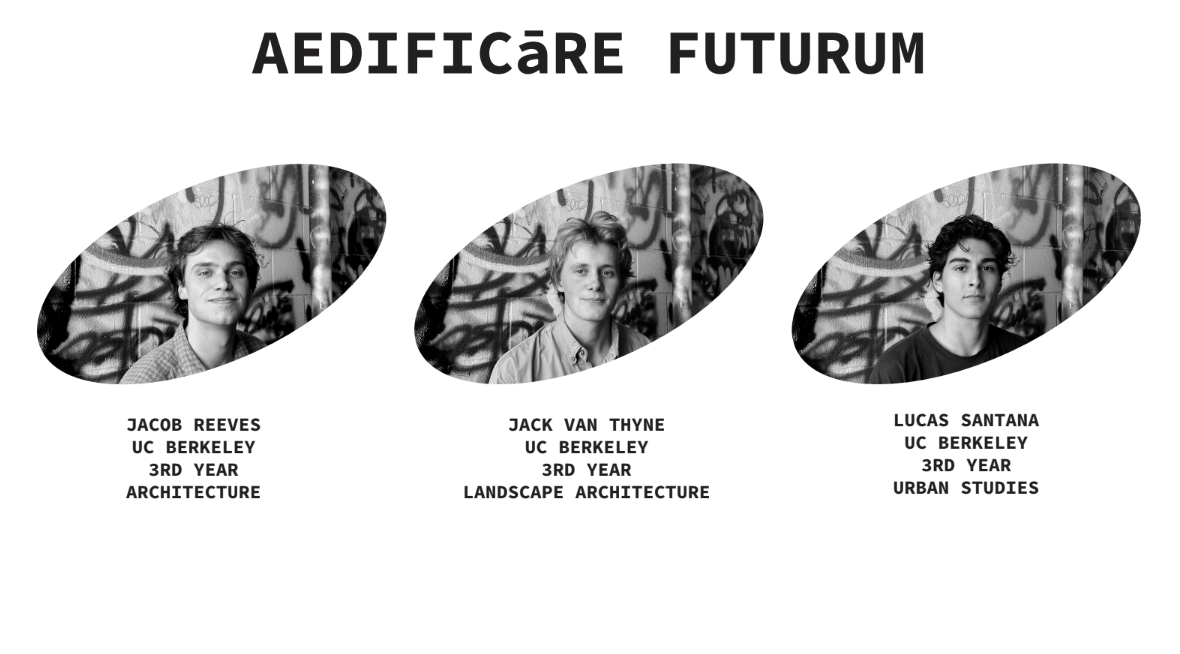 AEDIFICāRE FUTURUM
JACOB REEVES
UC BERKELEY
3RD YEAR
ARCHITECTURE
JACK VAN THYNE
UC BERKELEY
3RD YEAR
LANDSCAPE ARCHITECTURE
LUCAS SANTANA
UC BERKELEY
3RD YEAR
URBAN STUDIES